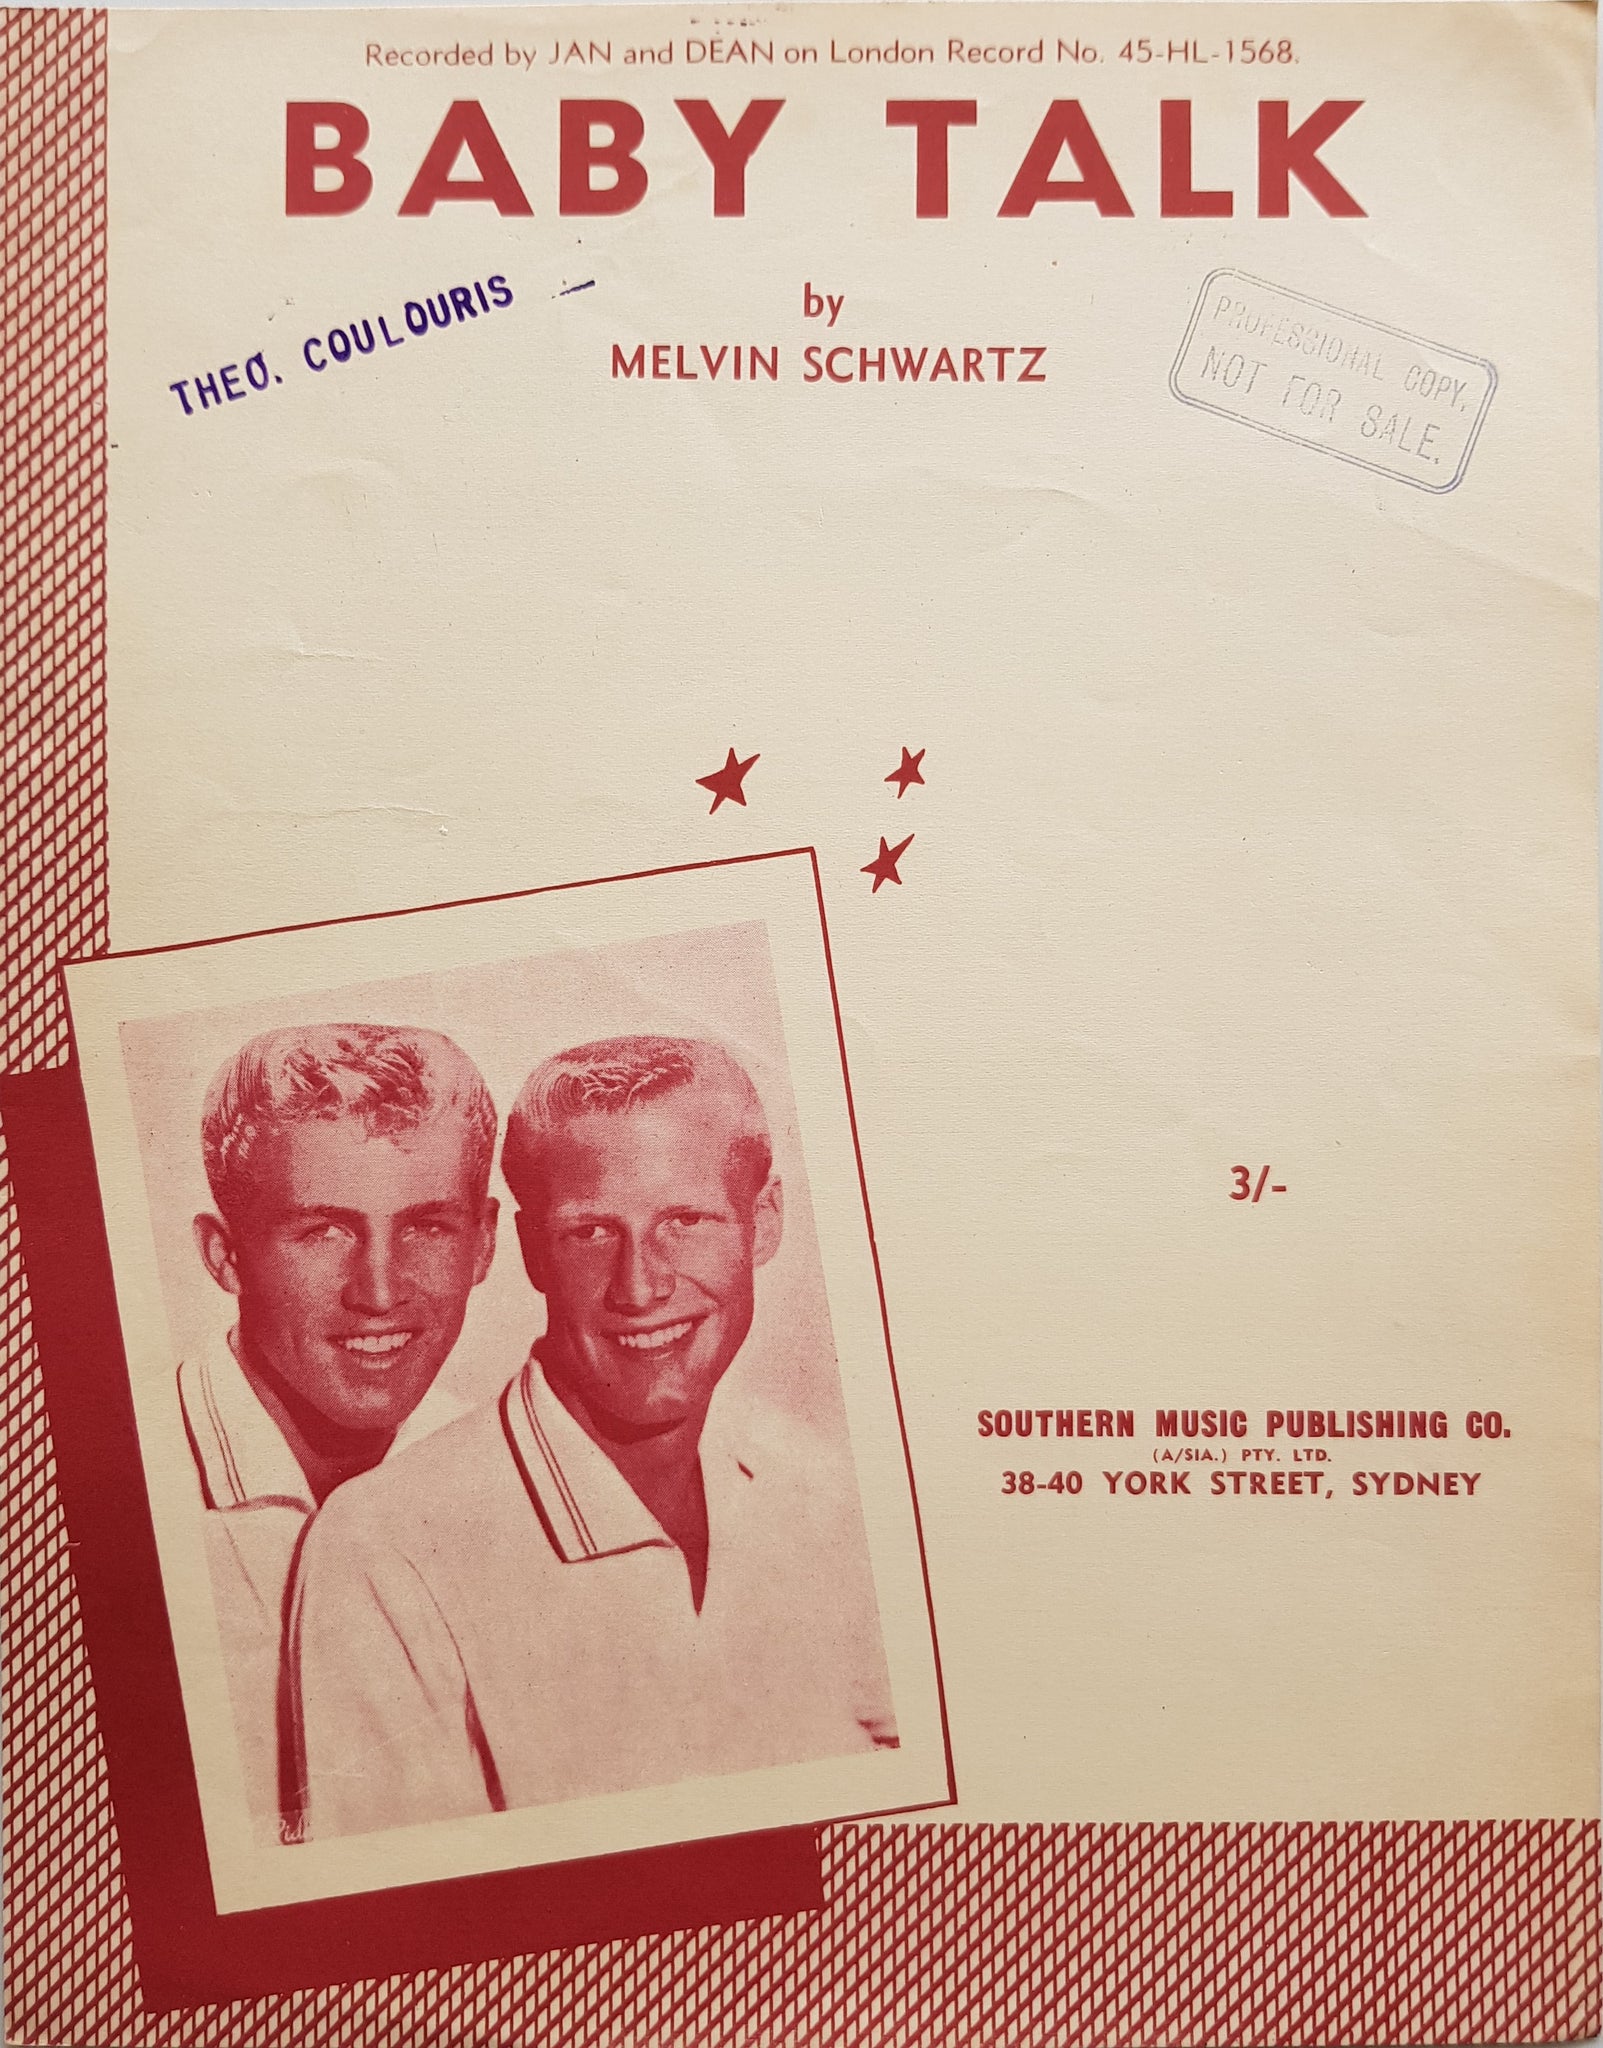 Recorded by JAN and DEAN on London Record No. 45-HL-1568.
BABY TALK
by
MELVIN SCHWARTZ
THEO. COULOURIS —
PROFESSIONAL COPY.
NOT FOR SALE.
3/-
SOUTHERN MUSIC PUBLISHING CO.
(A/SIA.) PTY. LTD.
38-40 YORK STREET, SYDNEY